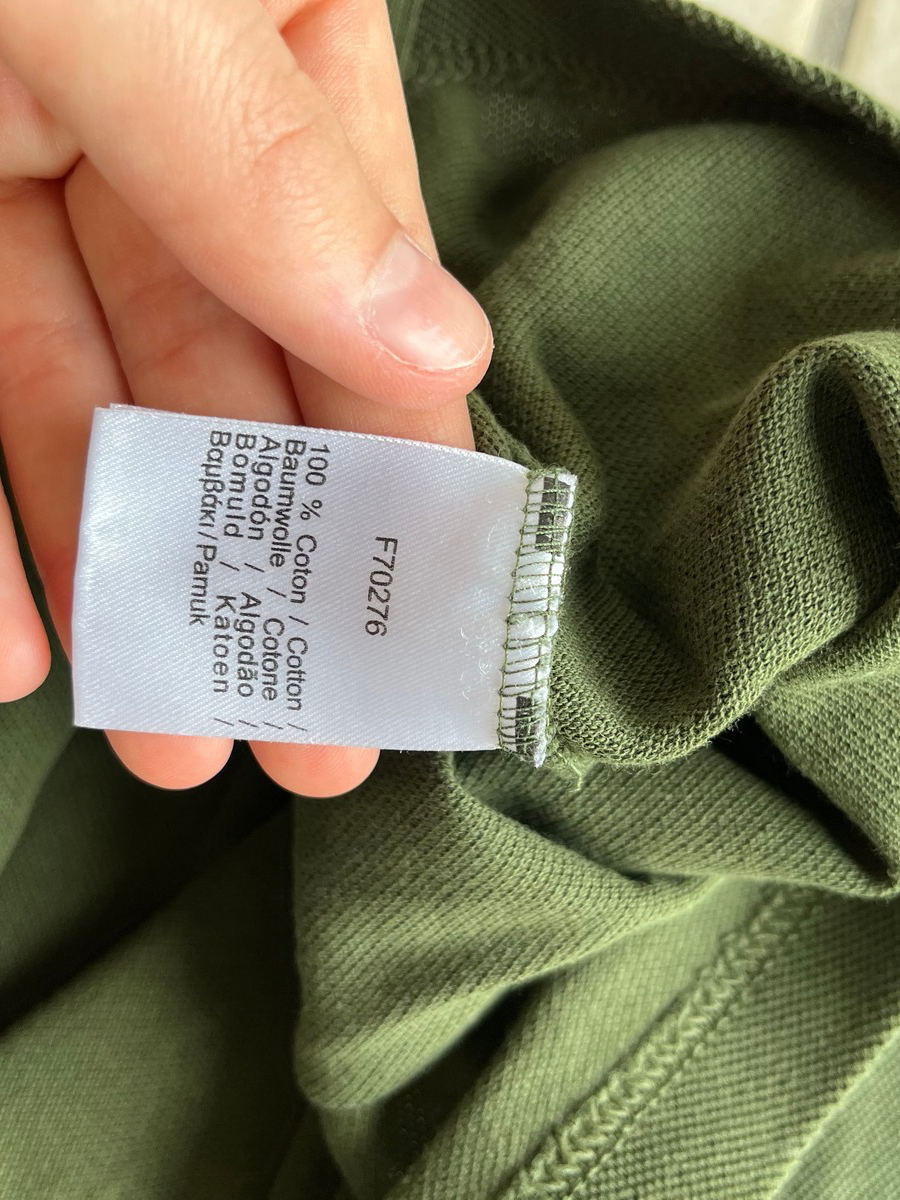 F70276
100 % Coton / Cotton /
Baumwolle / Cotone /
Algodón / Algodão /
Bomuld / Katoen /
Βαμβάκι/Pamuk